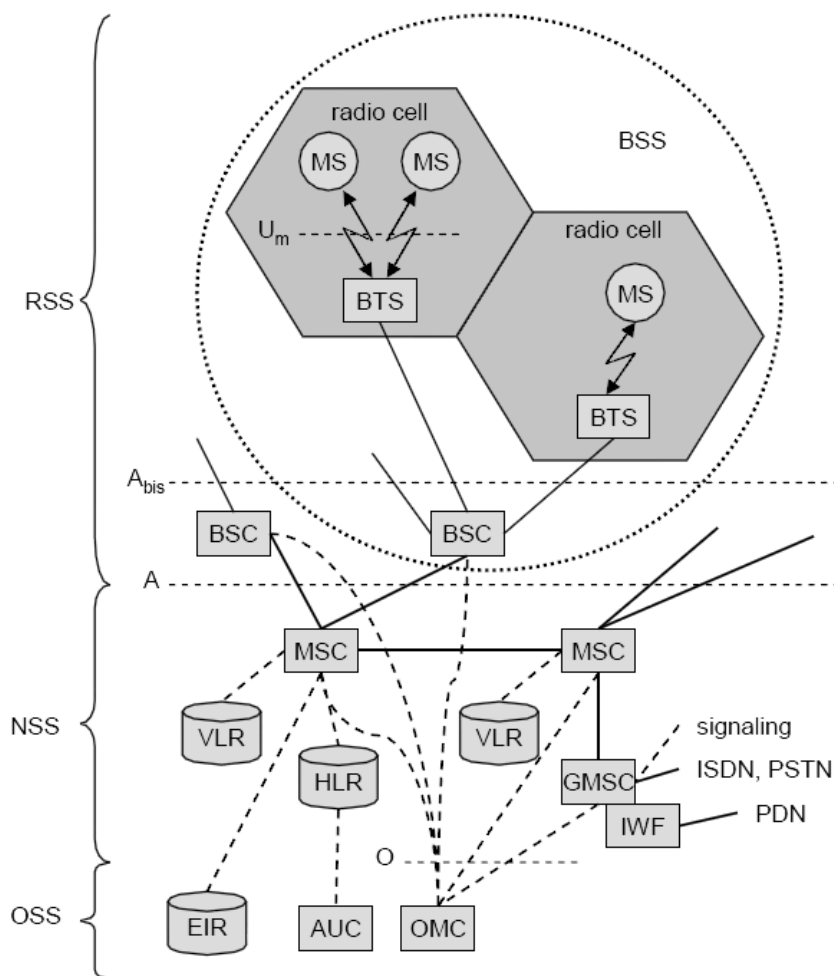 radio cell
MS MS
BSS
U_m
radio cell
BTS
MS
RSS
BTS
A_bis
BSC BSC
A
MSC MSC
NSS
VLR VLR
signaling
HLR
GMSC
ISDN, PSTN
IWF
PDN
O
OSS
EIR AUC OMC